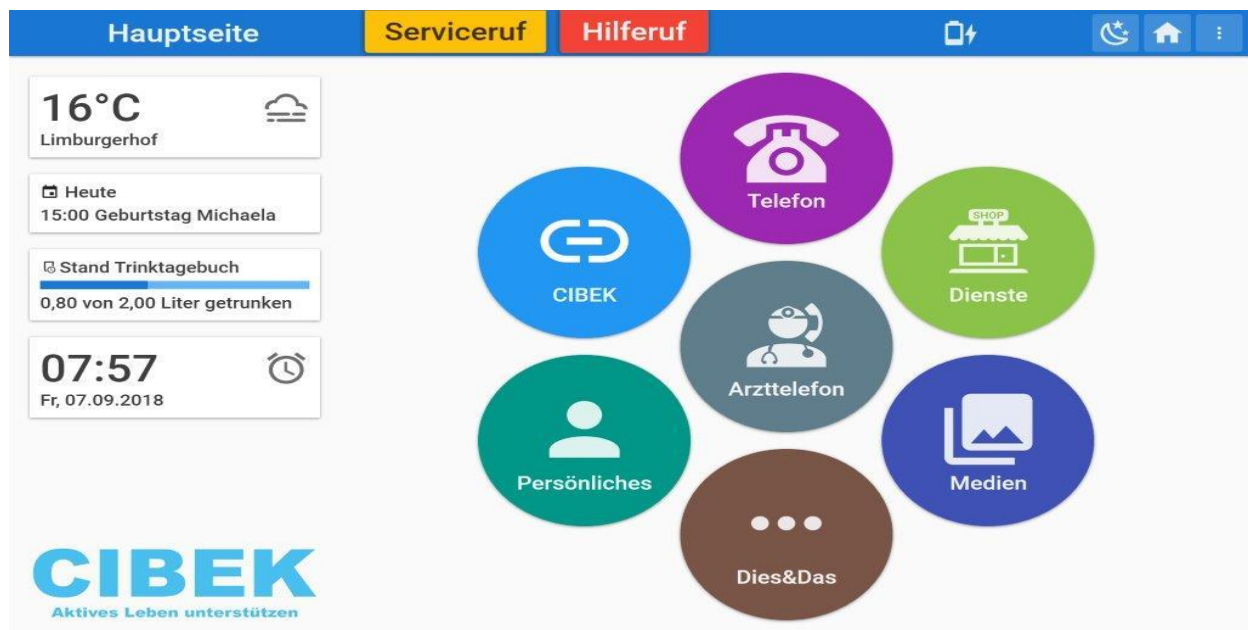 Hauptseite
Serviceruf
Hilferuf
16°C
Limburgerhof
Heute
15:00 Geburtstag Michaela
Stand Trinktagebuch
0,80 von 2,00 Liter getrunken
07:57
Fr, 07.09.2018
CIBEK
Aktives Leben unterstützen
Telefon
CIBEK
SHOP
Dienste
Arzttelefon
Persönliches
Medien
Dies&Das